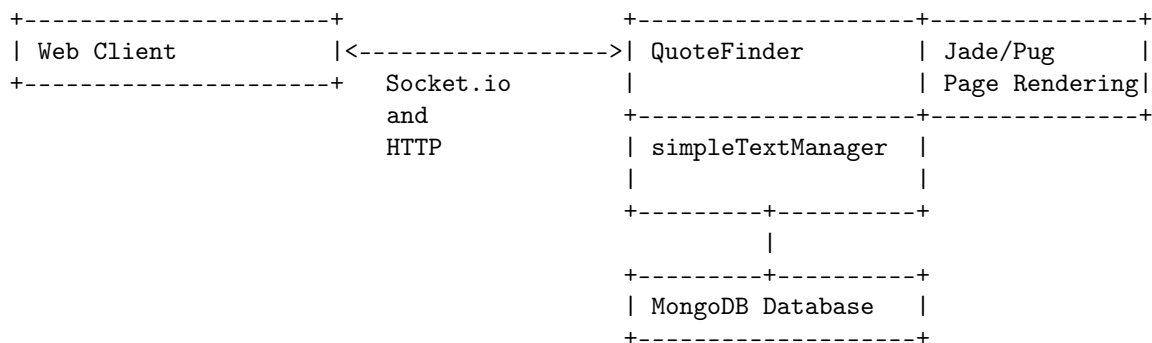 +----------------------+                    +--------------------+---------------+
| Web Client           |<------------------>| QuoteFinder        | Jade/Pug      |
+----------------------+   Socket.io        |                    | Page Rendering|
                           and              +--------------------+---------------+
                           HTTP             | simpleTextManager  |
                                            |                    |
                                            +---------+----------+
                                                      |
                                            +---------+----------+
                                            | MongoDB Database   |
                                            +--------------------+